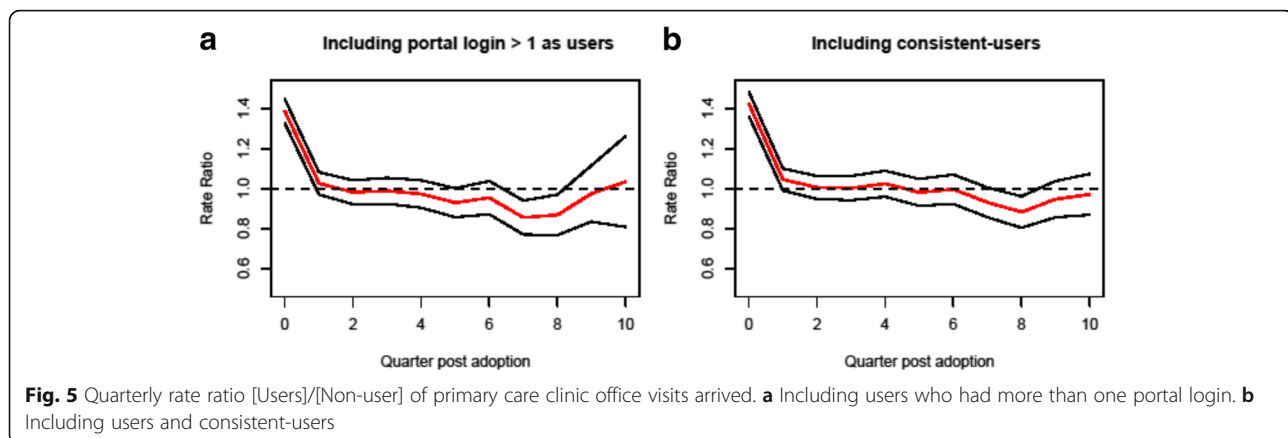 a Including portal login > 1 as users
b Including consistent-users
Rate Ratio
1.4
1.2
1.0
0.8
0.6
0 2 4 6 8 10
Quarter post adoption
Rate Ratio
1.4
1.2
1.0
0.8
0.6
0 2 4 6 8 10
Quarter post adoption
Fig. 5 Quarterly rate ratio [Users]/[Non-user] of primary care clinic office visits arrived. a Including users who had more than one portal login. b
Including users and consistent-users